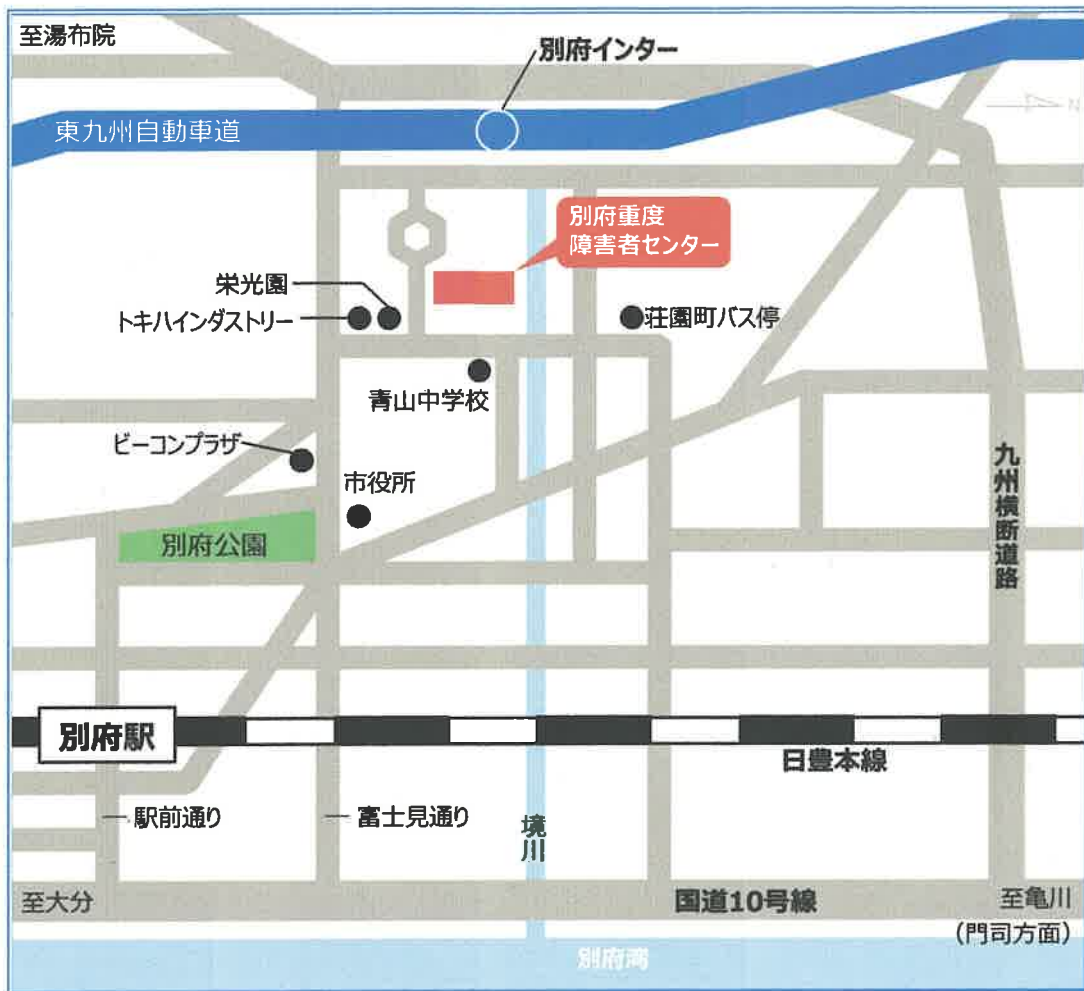 至湯布院
別府インター
東九州自動車道
N
別府重度
障害者センター
栄光園
トキハインダストリー
荘園町バス停
青山中学校
ビーコンプラザ
市役所
九州横断道路
別府公園
別府駅
日豊本線
駅前通り
富士見通り
境川
至大分
国道10号線
至亀川
(門司方面)
別府湾